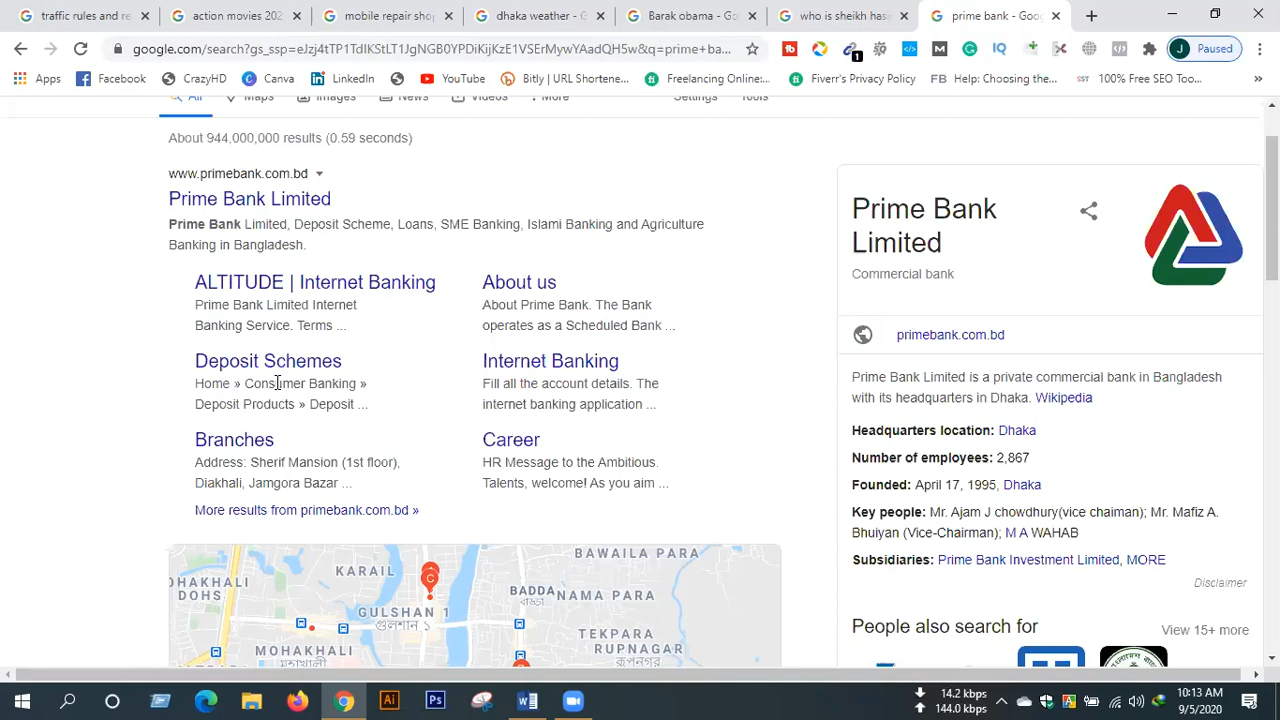 traffic rules and re
action movies 202
mobile repair sho
dhaka weather - G
Barak obama - Go
who is sheikh has
prime bank - Goo
google.com/search?gs_ssp=eJzj4tTP1TdIKStLT1JgNGB0YPDiKijKzE1VSErMywYAadQH5w&q=prime+ba...
1
IQ
J Paused
Apps
Facebook
CrazyHD
Canva
LinkedIn
YouTube
Bitly | URL Shortene...
Freelancing Online:...
Fiverr's Privacy Policy
FB Help: Choosing the...
SST 100% Free SEO Too...
»
All
Maps
Images
News
Videos
More
Settings
Tools
About 944,000,000 results (0.59 seconds)
www.primebank.com.bd
Prime Bank Limited
Prime Bank Limited, Deposit Scheme, Loans, SME Banking, Islami Banking and Agriculture
Banking in Bangladesh.
ALTITUDE | Internet Banking
Prime Bank Limited Internet
Banking Service. Terms ...
About us
About Prime Bank. The Bank
operates as a Scheduled Bank ...
Deposit Schemes
Home » Consumer Banking »
Deposit Products » Deposit ...
Internet Banking
Fill all the account details. The
internet banking application ...
Branches
Address: Sherif Mansion (1st floor),
Diakhali, Jamgora Bazar ...
Career
HR Message to the Ambitious.
Talents, welcome! As you aim ...
More results from primebank.com.bd »
OHAKHALI
DOHS
KARAIL
C
GULSHAN 1
গুলশান ১
MOHAKHALI
মহাখালী
BAWAILA PARA
BADDA
বাড্ডা
NAMA PARA
TEKPARA
RUPNAGAR
রূপনগর
Prime Bank
Limited
Commercial bank
primebank.com.bd
Prime Bank Limited is a private commercial bank in Bangladesh
with its headquarters in Dhaka. Wikipedia
Headquarters location: Dhaka
Number of employees: 2,867
Founded: April 17, 1995, Dhaka
Key people: Mr. Ajam J chowdhury(vice chaiman); Mr. Mafiz A.
Bhuiyan (Vice-Chairman); M A WAHAB
Subsidiaries: Prime Bank Investment Limited, MORE
Disclaimer
People also search for
View 15+ more
Ai
Ps
14.2 kbps
144.0 kbps
10:13 AM
9/5/2020